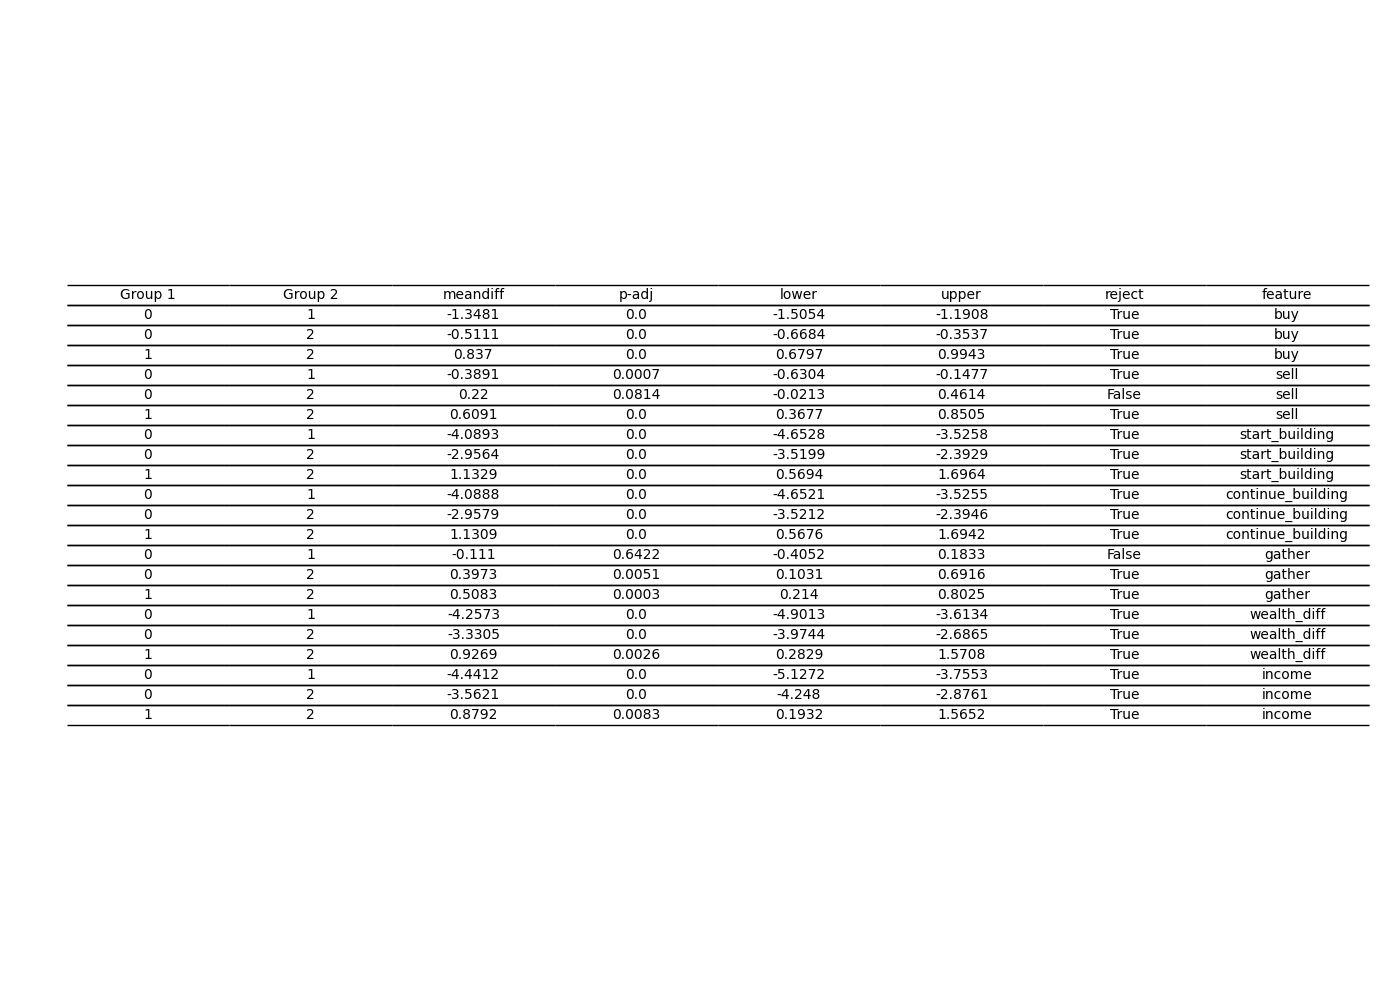 Group 1 Group 2 meandiff p-adj lower upper reject feature
0 1 -1.3481 0.0 -1.5054 -1.1908 True buy
0 2 -0.5111 0.0 -0.6684 -0.3537 True buy
1 2 0.837 0.0 0.6797 0.9943 True buy
0 1 -0.3891 0.0007 -0.6304 -0.1477 True sell
0 2 0.22 0.0814 -0.0213 0.4614 False sell
1 2 0.6091 0.0 0.3677 0.8505 True sell
0 1 -4.0893 0.0 -4.6528 -3.5258 True start_building
0 2 -2.9564 0.0 -3.5199 -2.3929 True start_building
1 2 1.1329 0.0 0.5694 1.6964 True start_building
0 1 -4.0888 0.0 -4.6521 -3.5255 True continue_building
0 2 -2.9579 0.0 -3.5212 -2.3946 True continue_building
1 2 1.1309 0.0 0.5676 1.6942 True continue_building
0 1 -0.111 0.6422 -0.4052 0.1833 False gather
0 2 0.3973 0.0051 0.1031 0.6916 True gather
1 2 0.5083 0.0003 0.214 0.8025 True gather
0 1 -4.2573 0.0 -4.9013 -3.6134 True wealth_diff
0 2 -3.3305 0.0 -3.9744 -2.6865 True wealth_diff
1 2 0.9269 0.0026 0.2829 1.5708 True wealth_diff
0 1 -4.4412 0.0 -5.1272 -3.7553 True income
0 2 -3.5621 0.0 -4.248 -2.8761 True income
1 2 0.8792 0.0083 0.1932 1.5652 True income